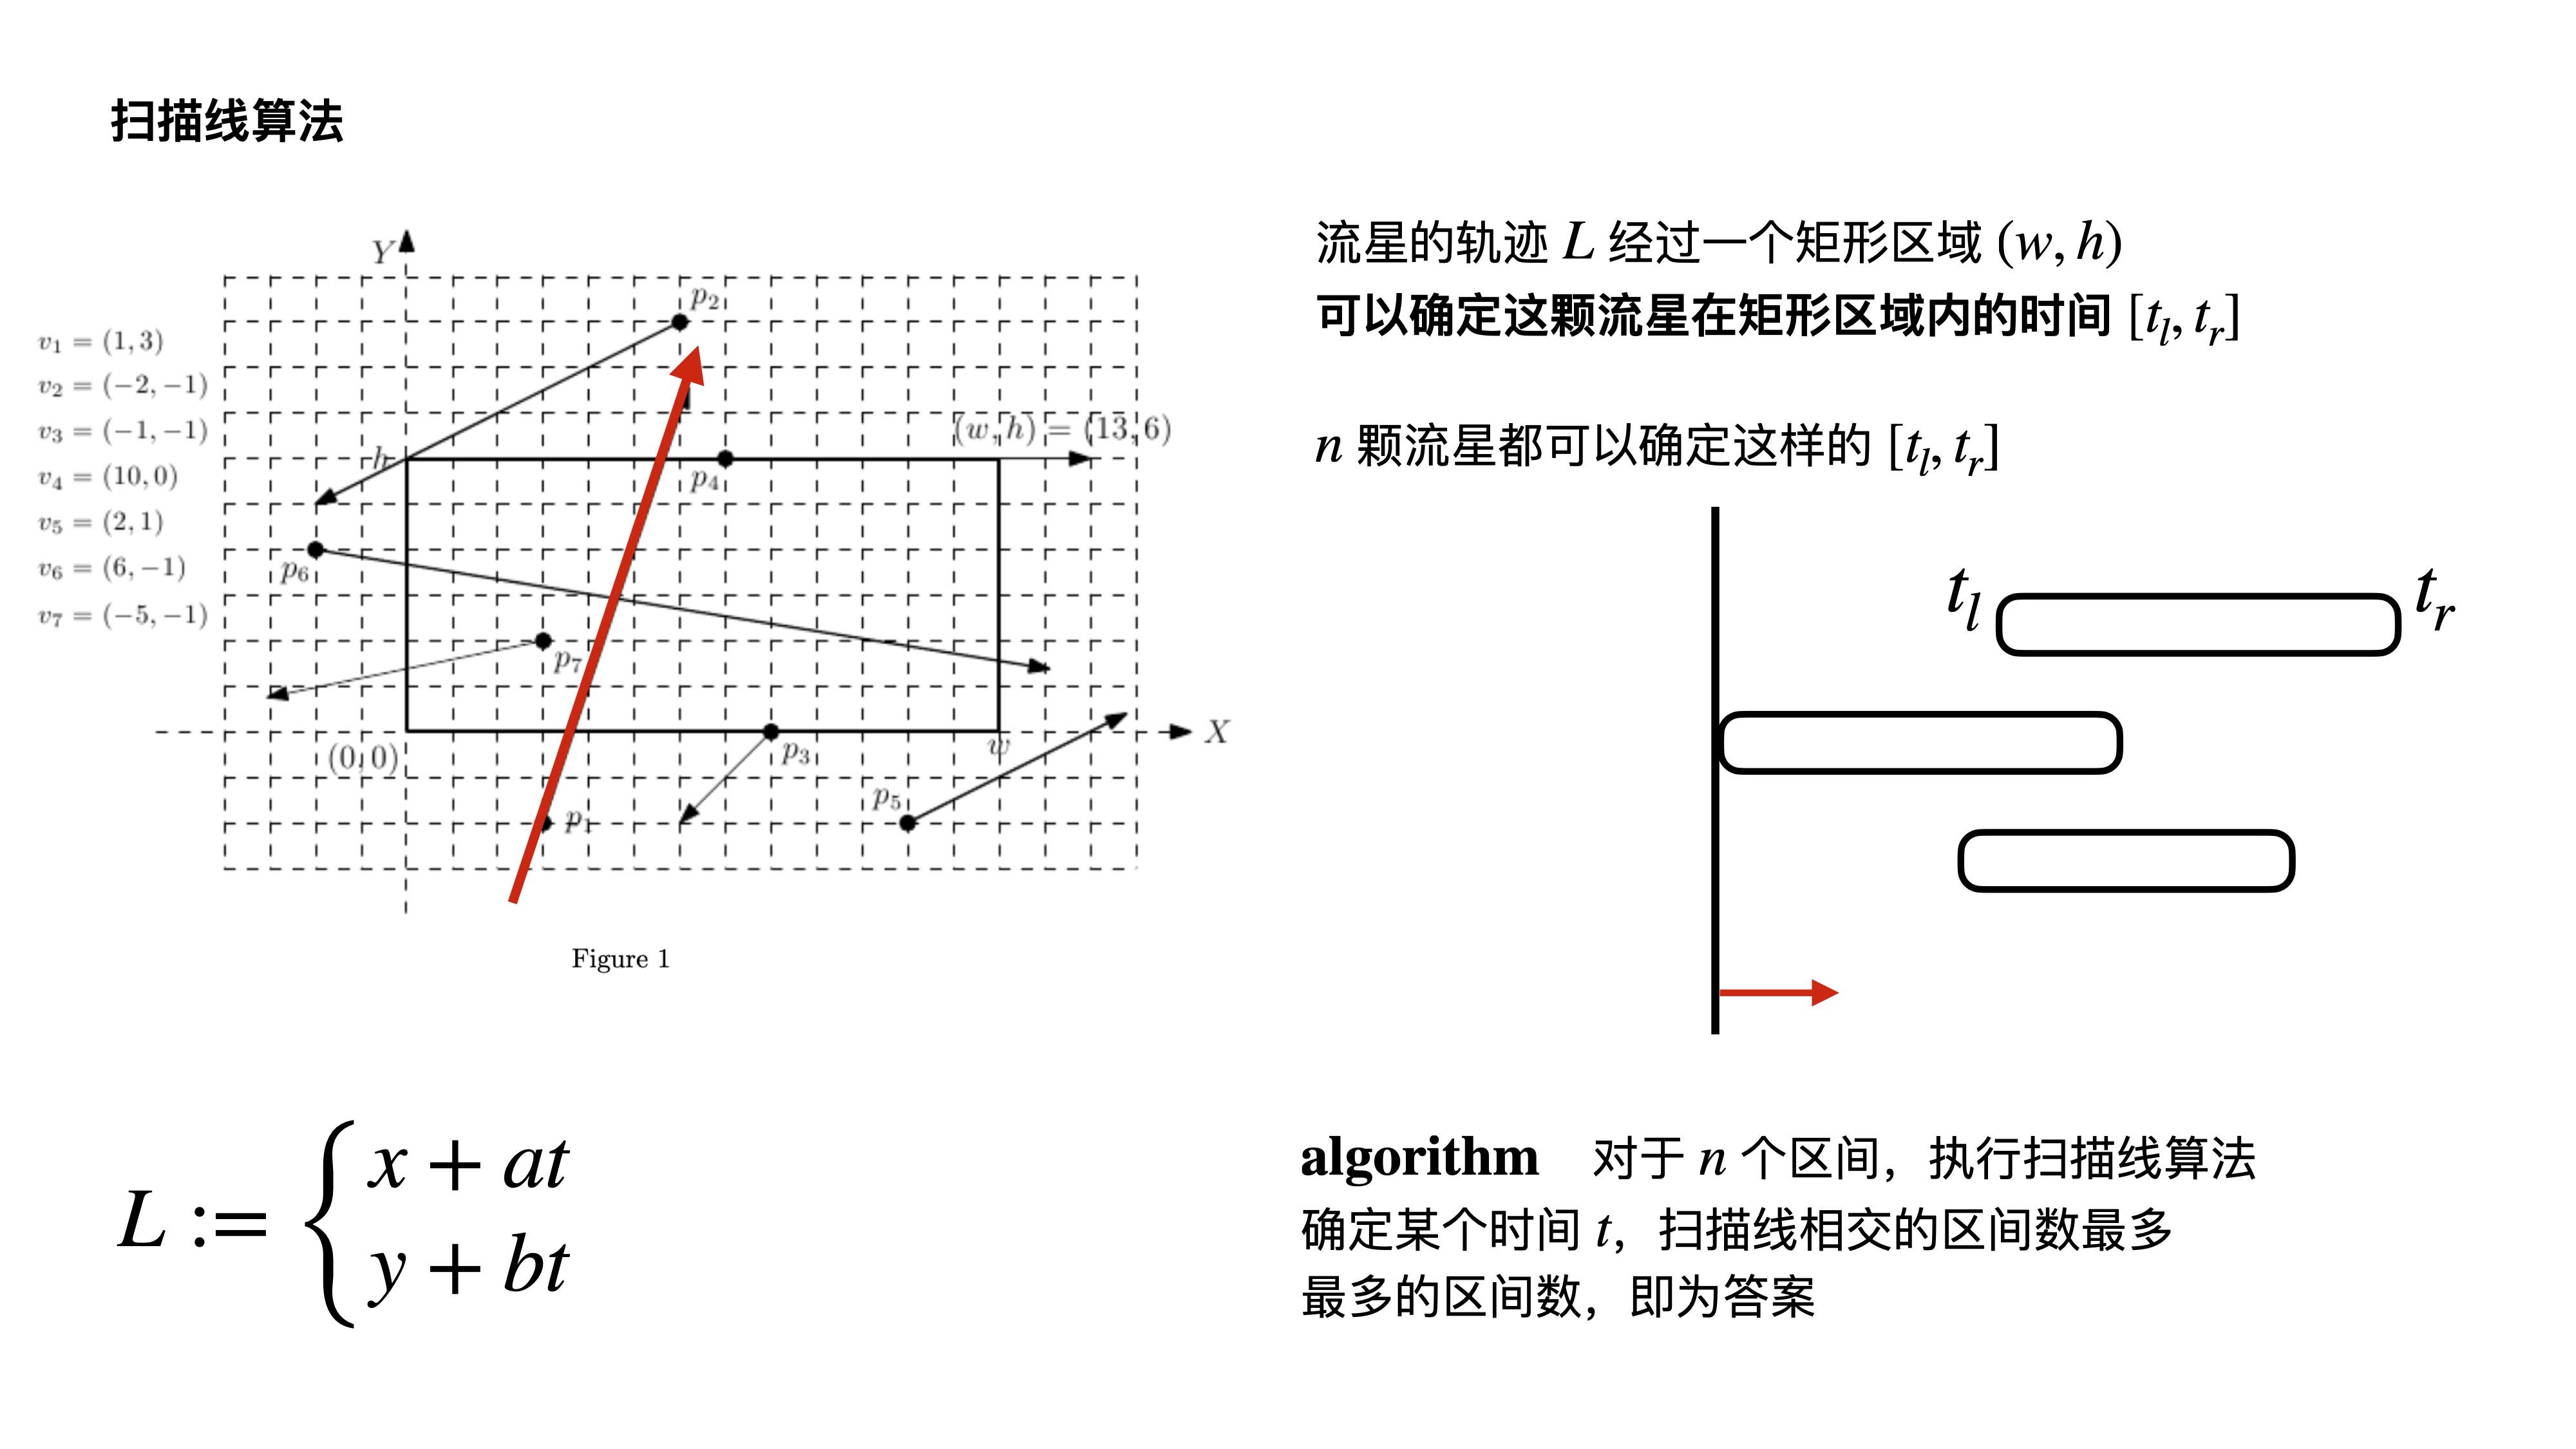 扫描线算法
流星的轨迹 L 经过一个矩形区域 (w, h)
可以确定这颗流星在矩形区域内的时间 [t_l, t_r]
n 颗流星都可以确定这样的 [t_l, t_r]
Y
p_2
v_1 = (1, 3)
v_2 = (−2, −1)
v_3 = (−1, −1)
v_4 = (10, 0)
v_5 = (2, 1)
v_6 = (6, −1)
v_7 = (−5, −1)
(w, h) = (13, 6)
h
p_4
p_6
p_7
X
(0, 0)
p_3
w
p_5
p_1
Figure 1
t_l
t_r
L := { x + at
y + bt
algorithm 对于 n 个区间，执行扫描线算法
确定某个时间 t，扫描线相交的区间数最多
最多的区间数，即为答案